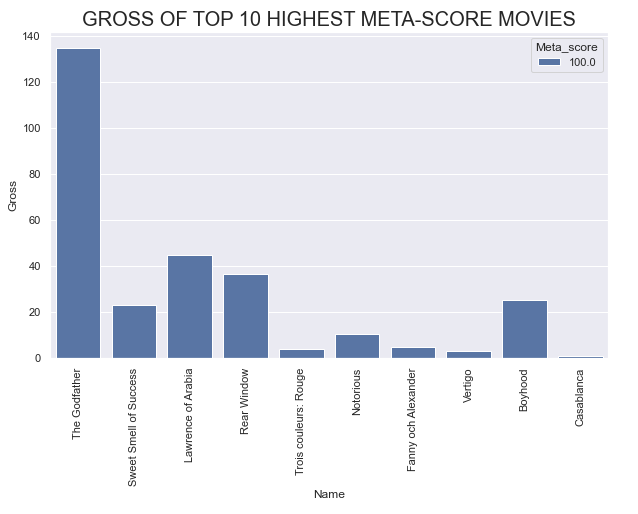 GROSS OF TOP 10 HIGHEST META-SCORE MOVIES
Meta_score
100.0
140
120
100
80
60
40
20
0
Gross
The Godfather
Sweet Smell of Success
Lawrence of Arabia
Rear Window
Trois couleurs: Rouge
Notorious
Fanny och Alexander
Vertigo
Boyhood
Casablanca
Name